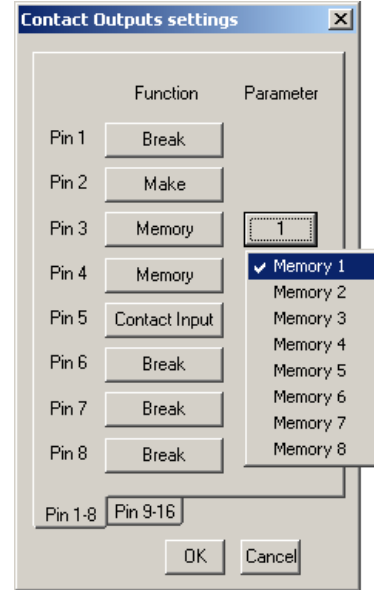 Contact Outputs settings
Function Parameter
Pin 1 Break
Pin 2 Make
Pin 3 Memory 1
Pin 4 Memory
Memory 1
Memory 2
Pin 5 Contact Input
Memory 3
Memory 4
Memory 5
Pin 6 Break
Memory 6
Pin 7 Break
Memory 7
Pin 8 Break
Memory 8
Pin 1-8 Pin 9-16
OK Cancel